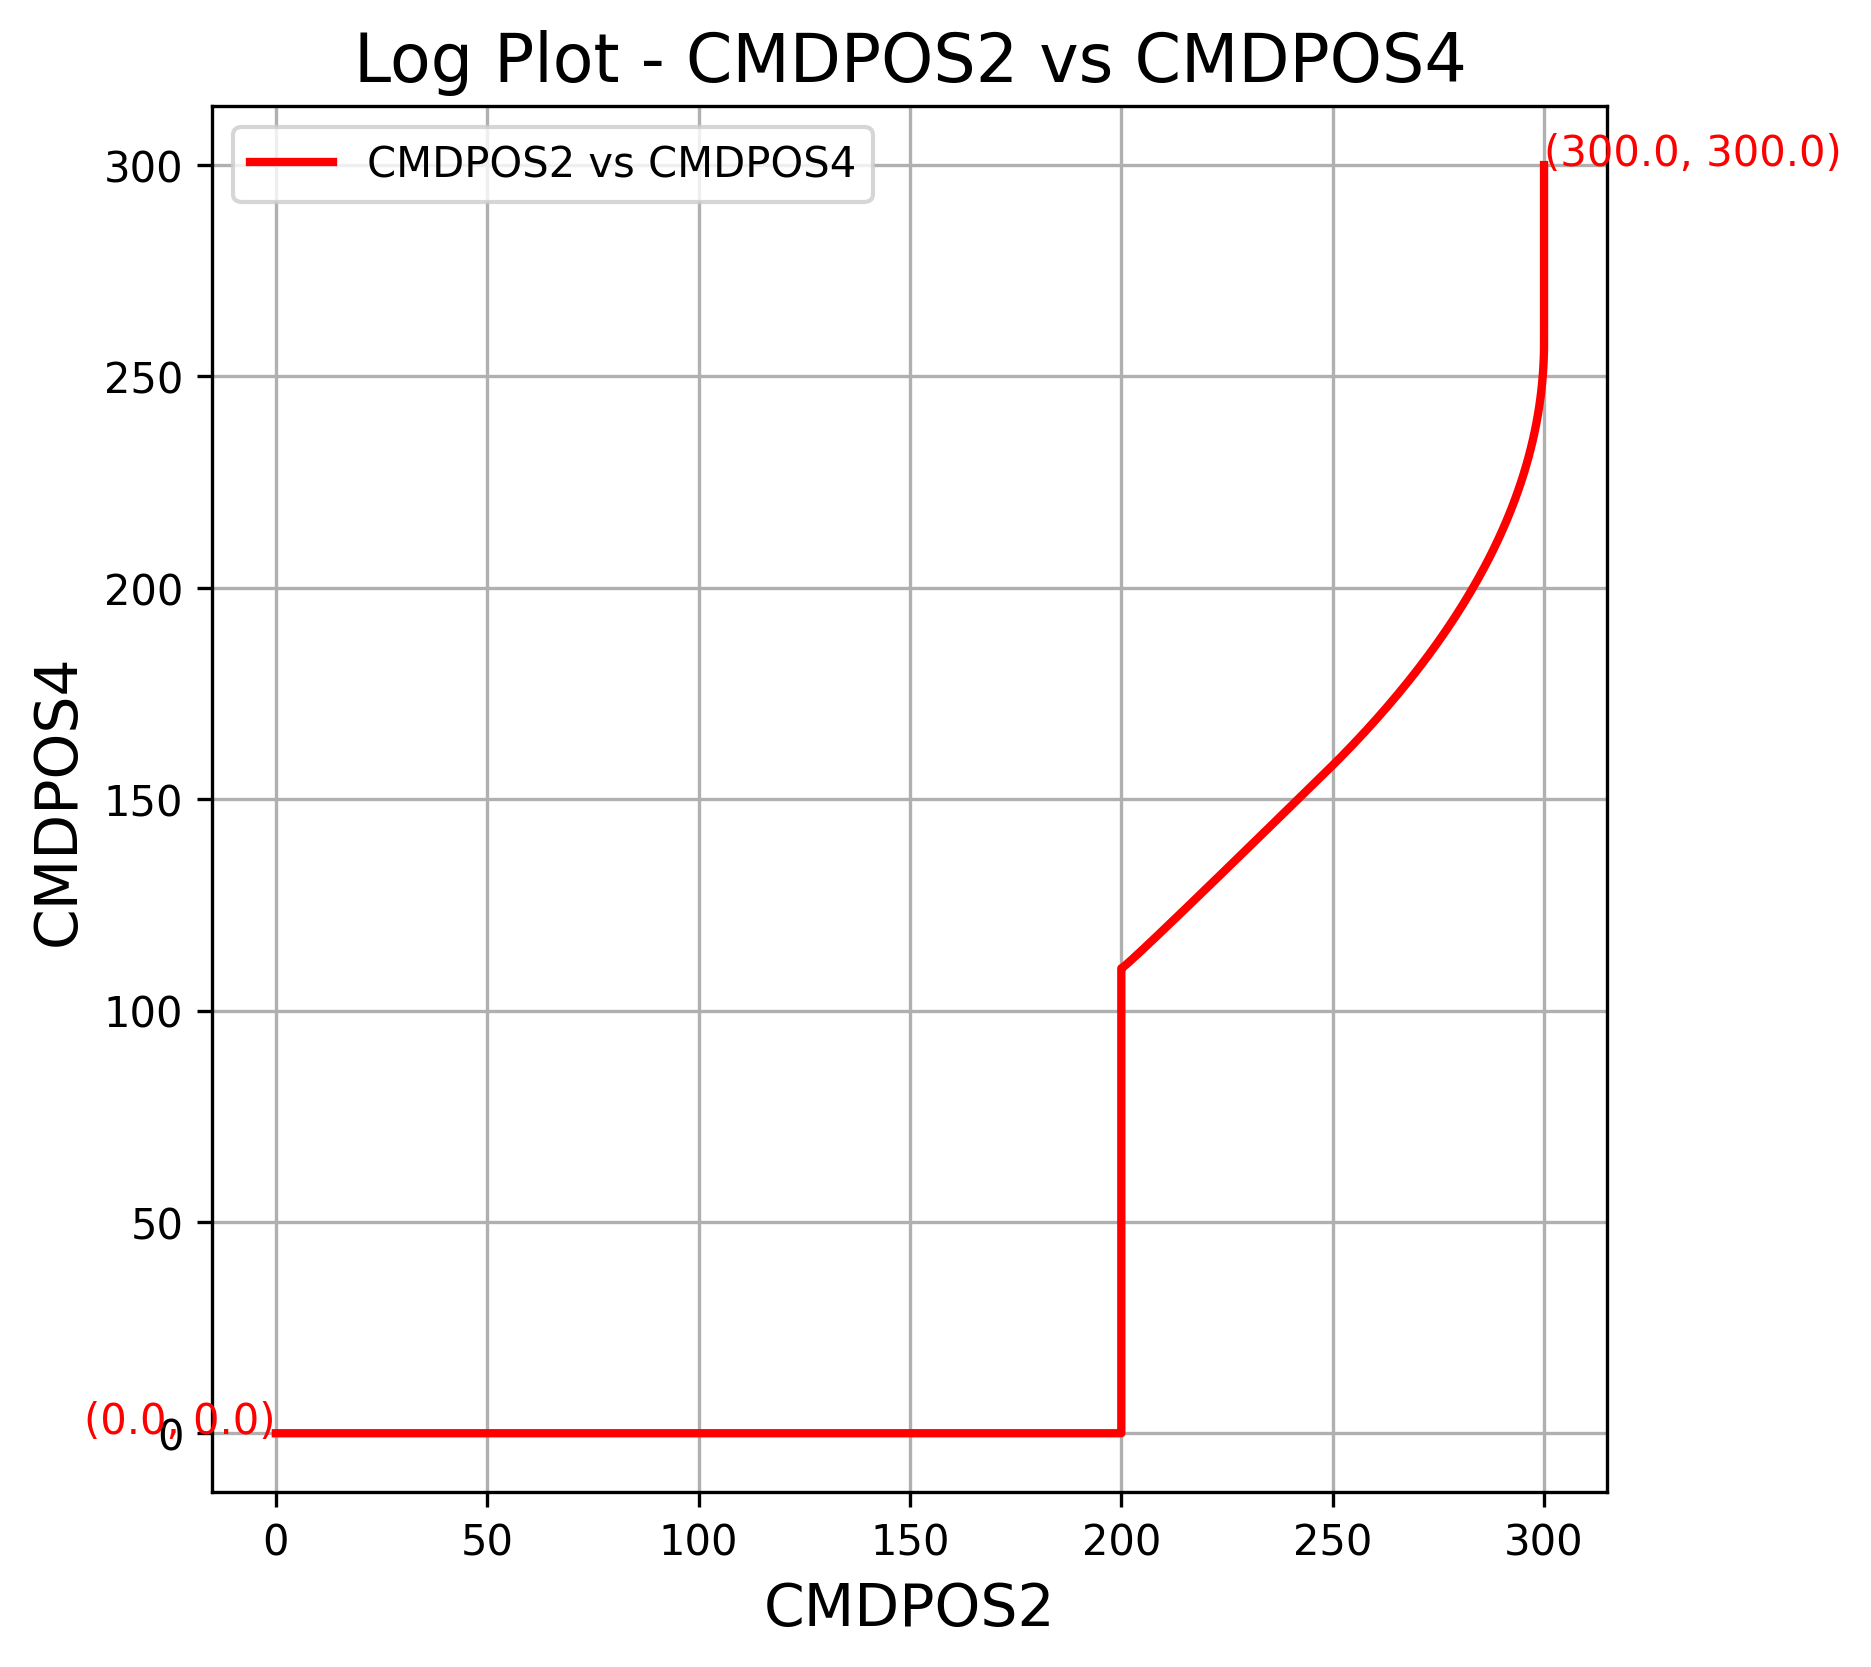 Log Plot - CMDPOS2 vs CMDPOS4
CMDPOS2 vs CMDPOS4
(300.0, 300.0)
300
250
200
150
100
50
0
(0.0, 0.0)
CMDPOS4
0 50 100 150 200 250 300
CMDPOS2